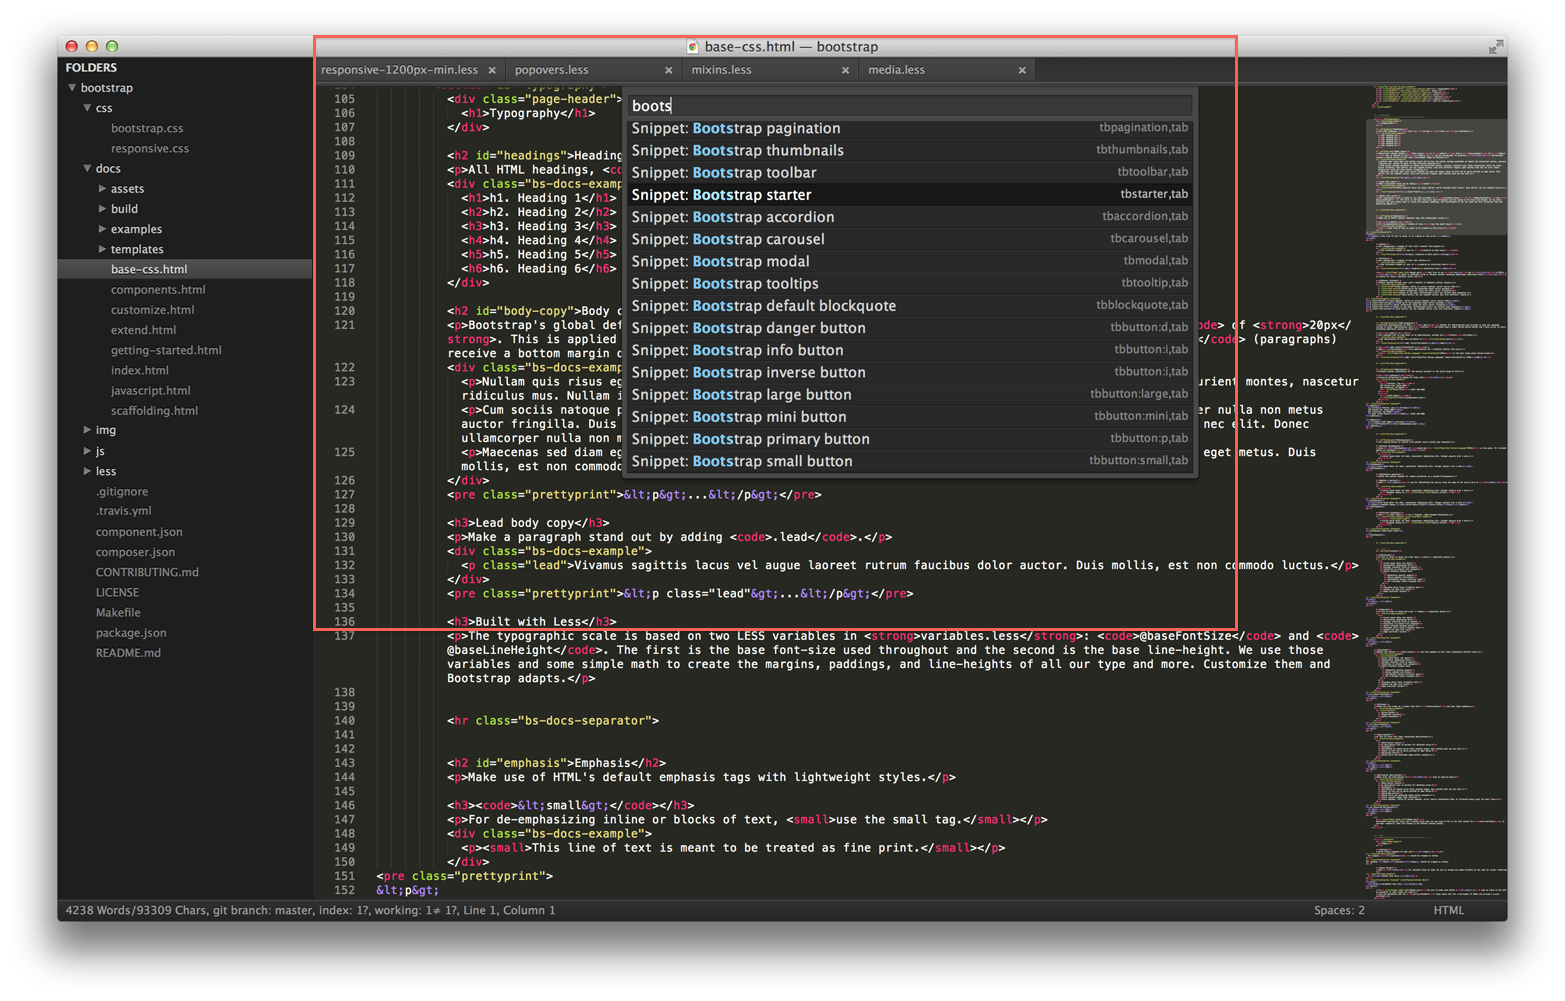 base-css.html — bootstrap
FOLDERS
bootstrap
css
bootstrap.css
responsive.css
docs
assets
build
examples
templates
base-css.html
components.html
customize.html
extend.html
getting-started.html
index.html
javascript.html
scaffolding.html
img
js
less
.gitignore
.travis.yml
component.json
composer.json
CONTRIBUTING.md
LICENSE
Makefile
package.json
README.md
responsive-1200px-min.less × popovers.less × mixins.less × media.less ×
boots
Snippet: Bootstrap pagination tbpagination,tab
Snippet: Bootstrap thumbnails tbthumbnails,tab
Snippet: Bootstrap toolbar tbtoolbar,tab
Snippet: Bootstrap starter tbstarter,tab
Snippet: Bootstrap accordion tbaccordion,tab
Snippet: Bootstrap carousel tbcarousel,tab
Snippet: Bootstrap modal tbmodal,tab
Snippet: Bootstrap tooltips tbtooltip,tab
Snippet: Bootstrap default blockquote tbblockquote,tab
Snippet: Bootstrap danger button tbbutton:d,tab
Snippet: Bootstrap info button tbbutton:i,tab
Snippet: Bootstrap inverse button tbbutton:i,tab
Snippet: Bootstrap large button tbbutton:large,tab
Snippet: Bootstrap mini button tbbutton:mini,tab
Snippet: Bootstrap primary button tbbutton:p,tab
Snippet: Bootstrap small button tbbutton:small,tab
105 <div class="page-header">
106 <h1>Typography</h1>
107 </div>
108
109 <h2 id="headings">Heading
110 <p>All HTML headings, <c
111 <div class="bs-docs-exam
112 <h1>h1. Heading 1</h1>
113 <h2>h2. Heading 2</h2>
114 <h3>h3. Heading 3</h3>
115 <h4>h4. Heading 4</h4>
116 <h5>h5. Heading 5</h5>
117 <h6>h6. Heading 6</h6>
118 </div>
119
120 <h2 id="body-copy">Body c
121 <p>Bootstrap's global def ode> of <strong>20px</
strong>. This is applied </code> (paragraphs)
receive a bottom margin
122 <div class="bs-docs-exam
123 <p>Nullam quis risus eg urient montes, nascetur
ridiculus mus. Nullam i
124 <p>Cum sociis natoque p er nulla non metus
auctor fringilla. Duis nec elit. Donec
ullamcorper nulla non m
125 <p>Maecenas sed diam eg eget metus. Duis
mollis, est non commodo
126 </div>
127 <pre class="prettyprint">&lt;p&gt;...&lt;/p&gt;</pre>
128
129 <h3>Lead body copy</h3>
130 <p>Make a paragraph stand out by adding <code>.lead</code>.</p>
131 <div class="bs-docs-example">
132 <p class="lead">Vivamus sagittis lacus vel augue laoreet rutrum faucibus dolor auctor. Duis mollis, est non commodo luctus.</p>
133 </div>
134 <pre class="prettyprint">&lt;p class="lead"&gt;...&lt;/p&gt;</pre>
135
136 <h3>Built with Less</h3>
137 <p>The typographic scale is based on two LESS variables in <strong>variables.less</strong>: <code>@baseFontSize</code> and <code>
@baseLineHeight</code>. The first is the base font-size used throughout and the second is the base line-height. We use those
variables and some simple math to create the margins, paddings, and line-heights of all our type and more. Customize them and
Bootstrap adapts.</p>
138
139
140 <hr class="bs-docs-separator">
141
142
143 <h2 id="emphasis">Emphasis</h2>
144 <p>Make use of HTML's default emphasis tags with lightweight styles.</p>
145
146 <h3><code>&lt;small&gt;</code></h3>
147 <p>For de-emphasizing inline or blocks of text, <small>use the small tag.</small></p>
148 <div class="bs-docs-example">
149 <p><small>This line of text is meant to be treated as fine print.</small></p>
150 </div>
151 <pre class="prettyprint">
152 &lt;p&gt;
4238 Words/93309 Chars, git branch: master, index: 1?, working: 1≠ 1?, Line 1, Column 1 Spaces: 2 HTML